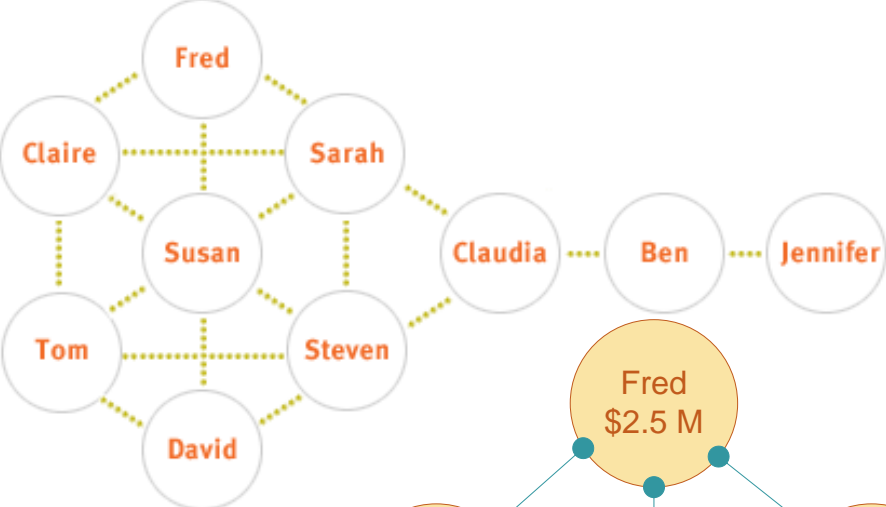 Fred
Claire
Sarah
Susan
Claudia
Ben
Jennifer
Tom
Steven
David
Fred
$2.5 M